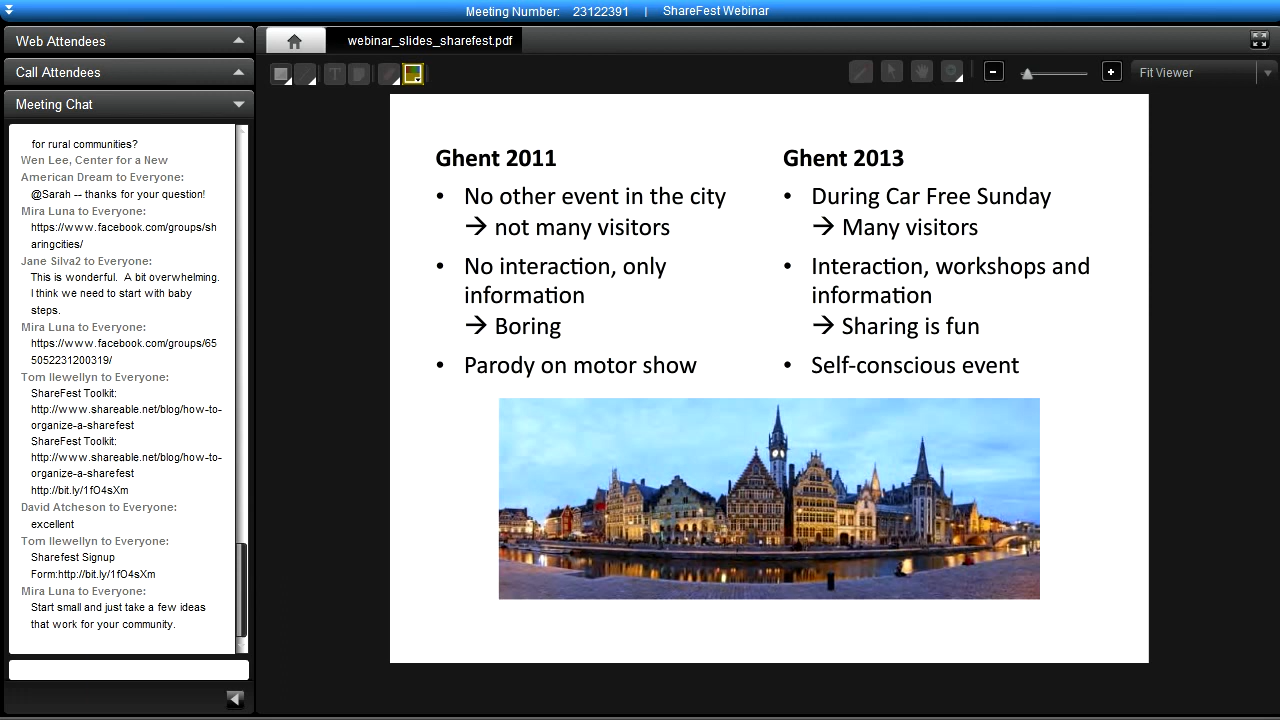 Meeting Number: 23122391 | ShareFest Webinar
Web Attendees
Call Attendees
Meeting Chat
for rural communities?
Wen Lee, Center for a New
American Dream to Everyone:
@Sarah -- thanks for your question!
Mira Luna to Everyone:
https://www.facebook.com/groups/sh
aringcities/
Jane Silva2 to Everyone:
This is wonderful. A bit overwhelming.
I think we need to start with baby
steps.
Mira Luna to Everyone:
https://www.facebook.com/groups/65
5052231200319/
Tom llewellyn to Everyone:
ShareFest Toolkit:
http://www.shareable.net/blog/how-to-
organize-a-sharefest
ShareFest Toolkit:
http://www.shareable.net/blog/how-to-
organize-a-sharefest
http://bit.ly/1fO4sXm
David Atcheson to Everyone:
excellent
Tom llewellyn to Everyone:
Sharefest Signup
Form:http://bit.ly/1fO4sXm
Mira Luna to Everyone:
Start small and just take a few ideas
that work for your community.
webinar_slides_sharefest.pdf
T
Fit Viewer
Ghent 2011
• No other event in the city
→ not many visitors
• No interaction, only
information
→ Boring
• Parody on motor show
Ghent 2013
• During Car Free Sunday
→ Many visitors
• Interaction, workshops and
information
→ Sharing is fun
• Self-conscious event